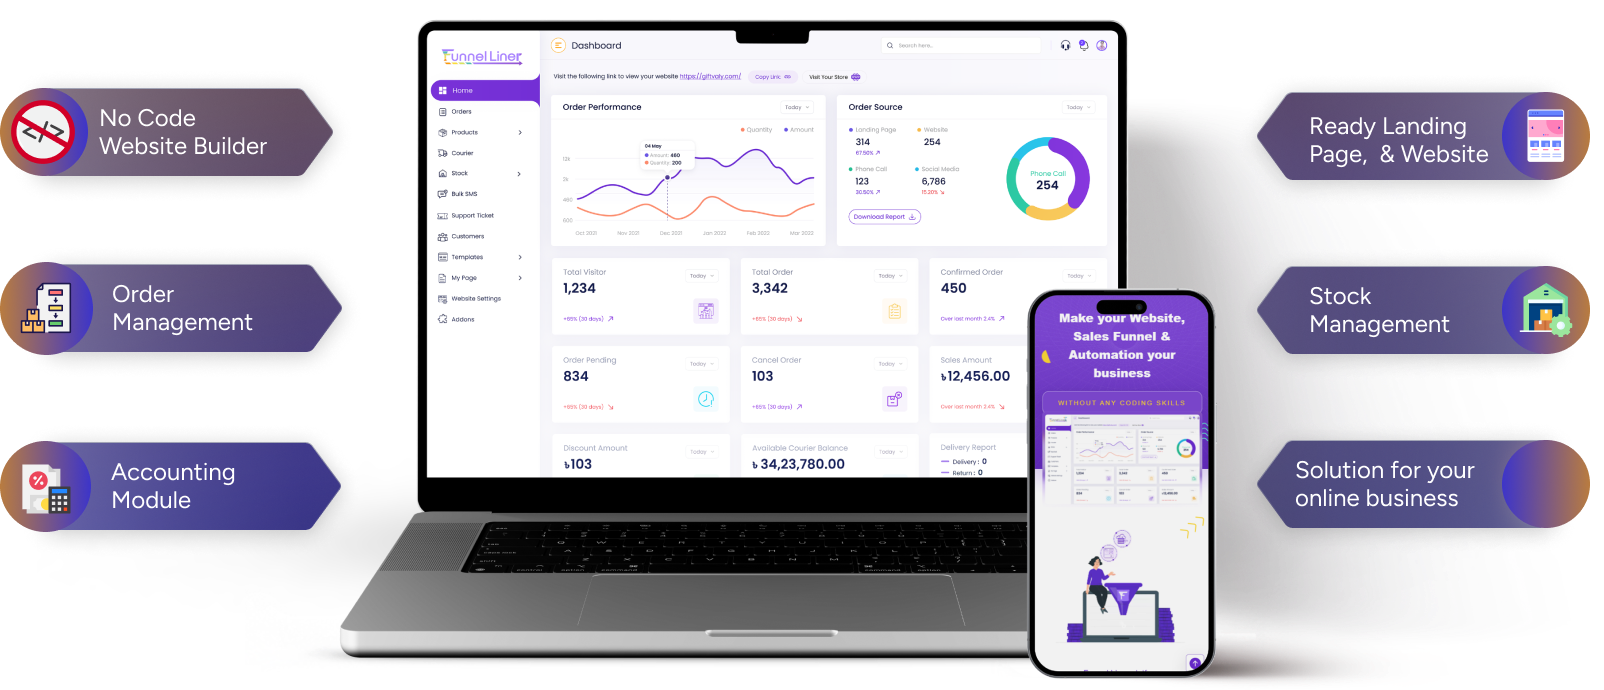 No Code
Website Builder
Order
Management
Accounting
Module
Funnel Liner
Home
Orders
Products
Courier
Stock
Bulk SMS
Support Ticket
Customers
Templates
My Page
Website Settings
Addons
Dashboard
Search here..
Visit the following link to view your website https://giftvaly.com/ Copy Link. Visit Your Store
Order Performance Today
Quantity Amount
04 May
Amount: 460
Quantity: 200
12k
2k
460
600
Oct 2021 Nov 2021 Dec 2021 Jan 2022 Feb 2022 Mar 2022
Order Source Today
Landing Page Website
314 254
67.50%
Phone Call Social Media
123 6,786
30.50% 15.20%
Download Report
Phone Call
254
Total Visitor Today
1,234
+65% (30 days)
Total Order Today
3,342
+65% (30 days)
Confirmed Order Today
450
Over last month 2.4%
Order Pending Today
834
+65% (30 days)
Cancel Order Today
103
+65% (30 days)
Sales Amount
৳12,456.00
Over last month 2.4%
Discount Amount Today
৳103
Available Courier Balance Today
৳ 34,23,780.00
Delivery Report
Delivery : 0
Return : 0
Make your Website,
Sales Funnel &
Automation your
business
WITHOUT ANY CODING SKILLS
Ready Landing
Page, & Website
Stock
Management
Solution for your
online business